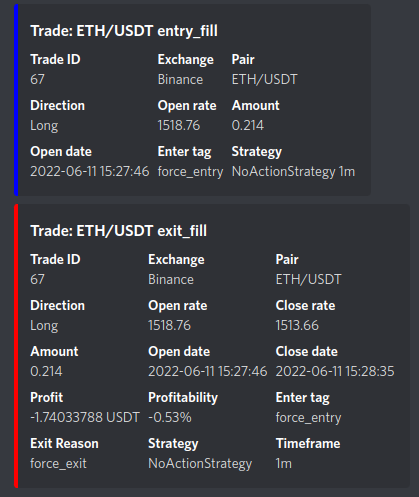 Trade: ETH/USDT entry_fill
Trade ID Exchange Pair
67 Binance ETH/USDT
Direction Open rate Amount
Long 1518.76 0.214
Open date Enter tag Strategy
2022-06-11 15:27:46 force_entry NoActionStrategy 1m
Trade: ETH/USDT exit_fill
Trade ID Exchange Pair
67 Binance ETH/USDT
Direction Open rate Close rate
Long 1518.76 1513.66
Amount Open date Close date
0.214 2022-06-11 15:27:46 2022-06-11 15:28:35
Profit Profitability Enter tag
-1.74033788 USDT -0.53% force_entry
Exit Reason Strategy Timeframe
force_exit NoActionStrategy 1m